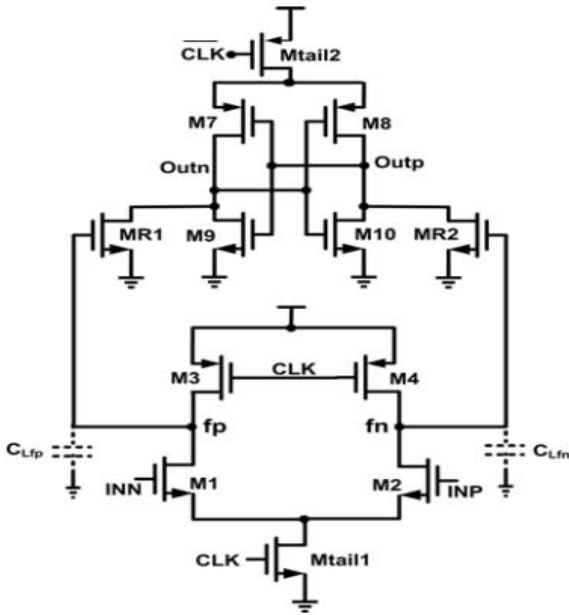 CLK
Mtail2
M7
M8
Outn
Outp
MR1
M9
M10
MR2
M3
CLK
M4
fp
fn
CLfp
CLfn
INN
M1
M2
INP
CLK
Mtail1